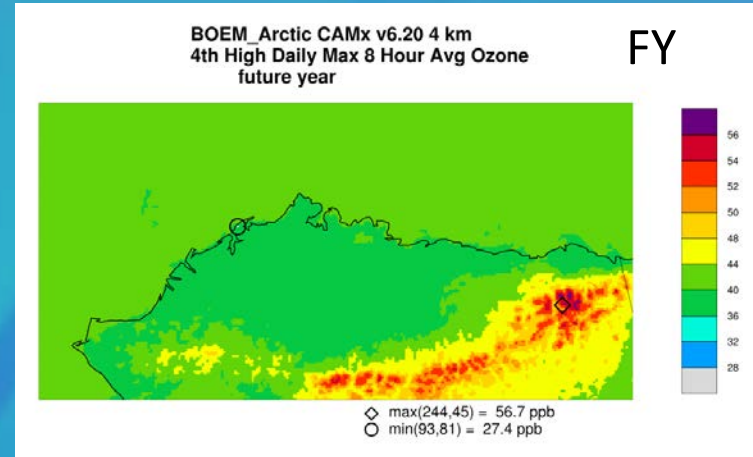 BOEM_Arctic CAMx v6.20 4 km
4th High Daily Max 8 Hour Avg Ozone
future year
FY
56
54
52
50
48
44
40
36
32
28
max(244,45) = 56.7 ppb
min(93,81) = 27.4 ppb